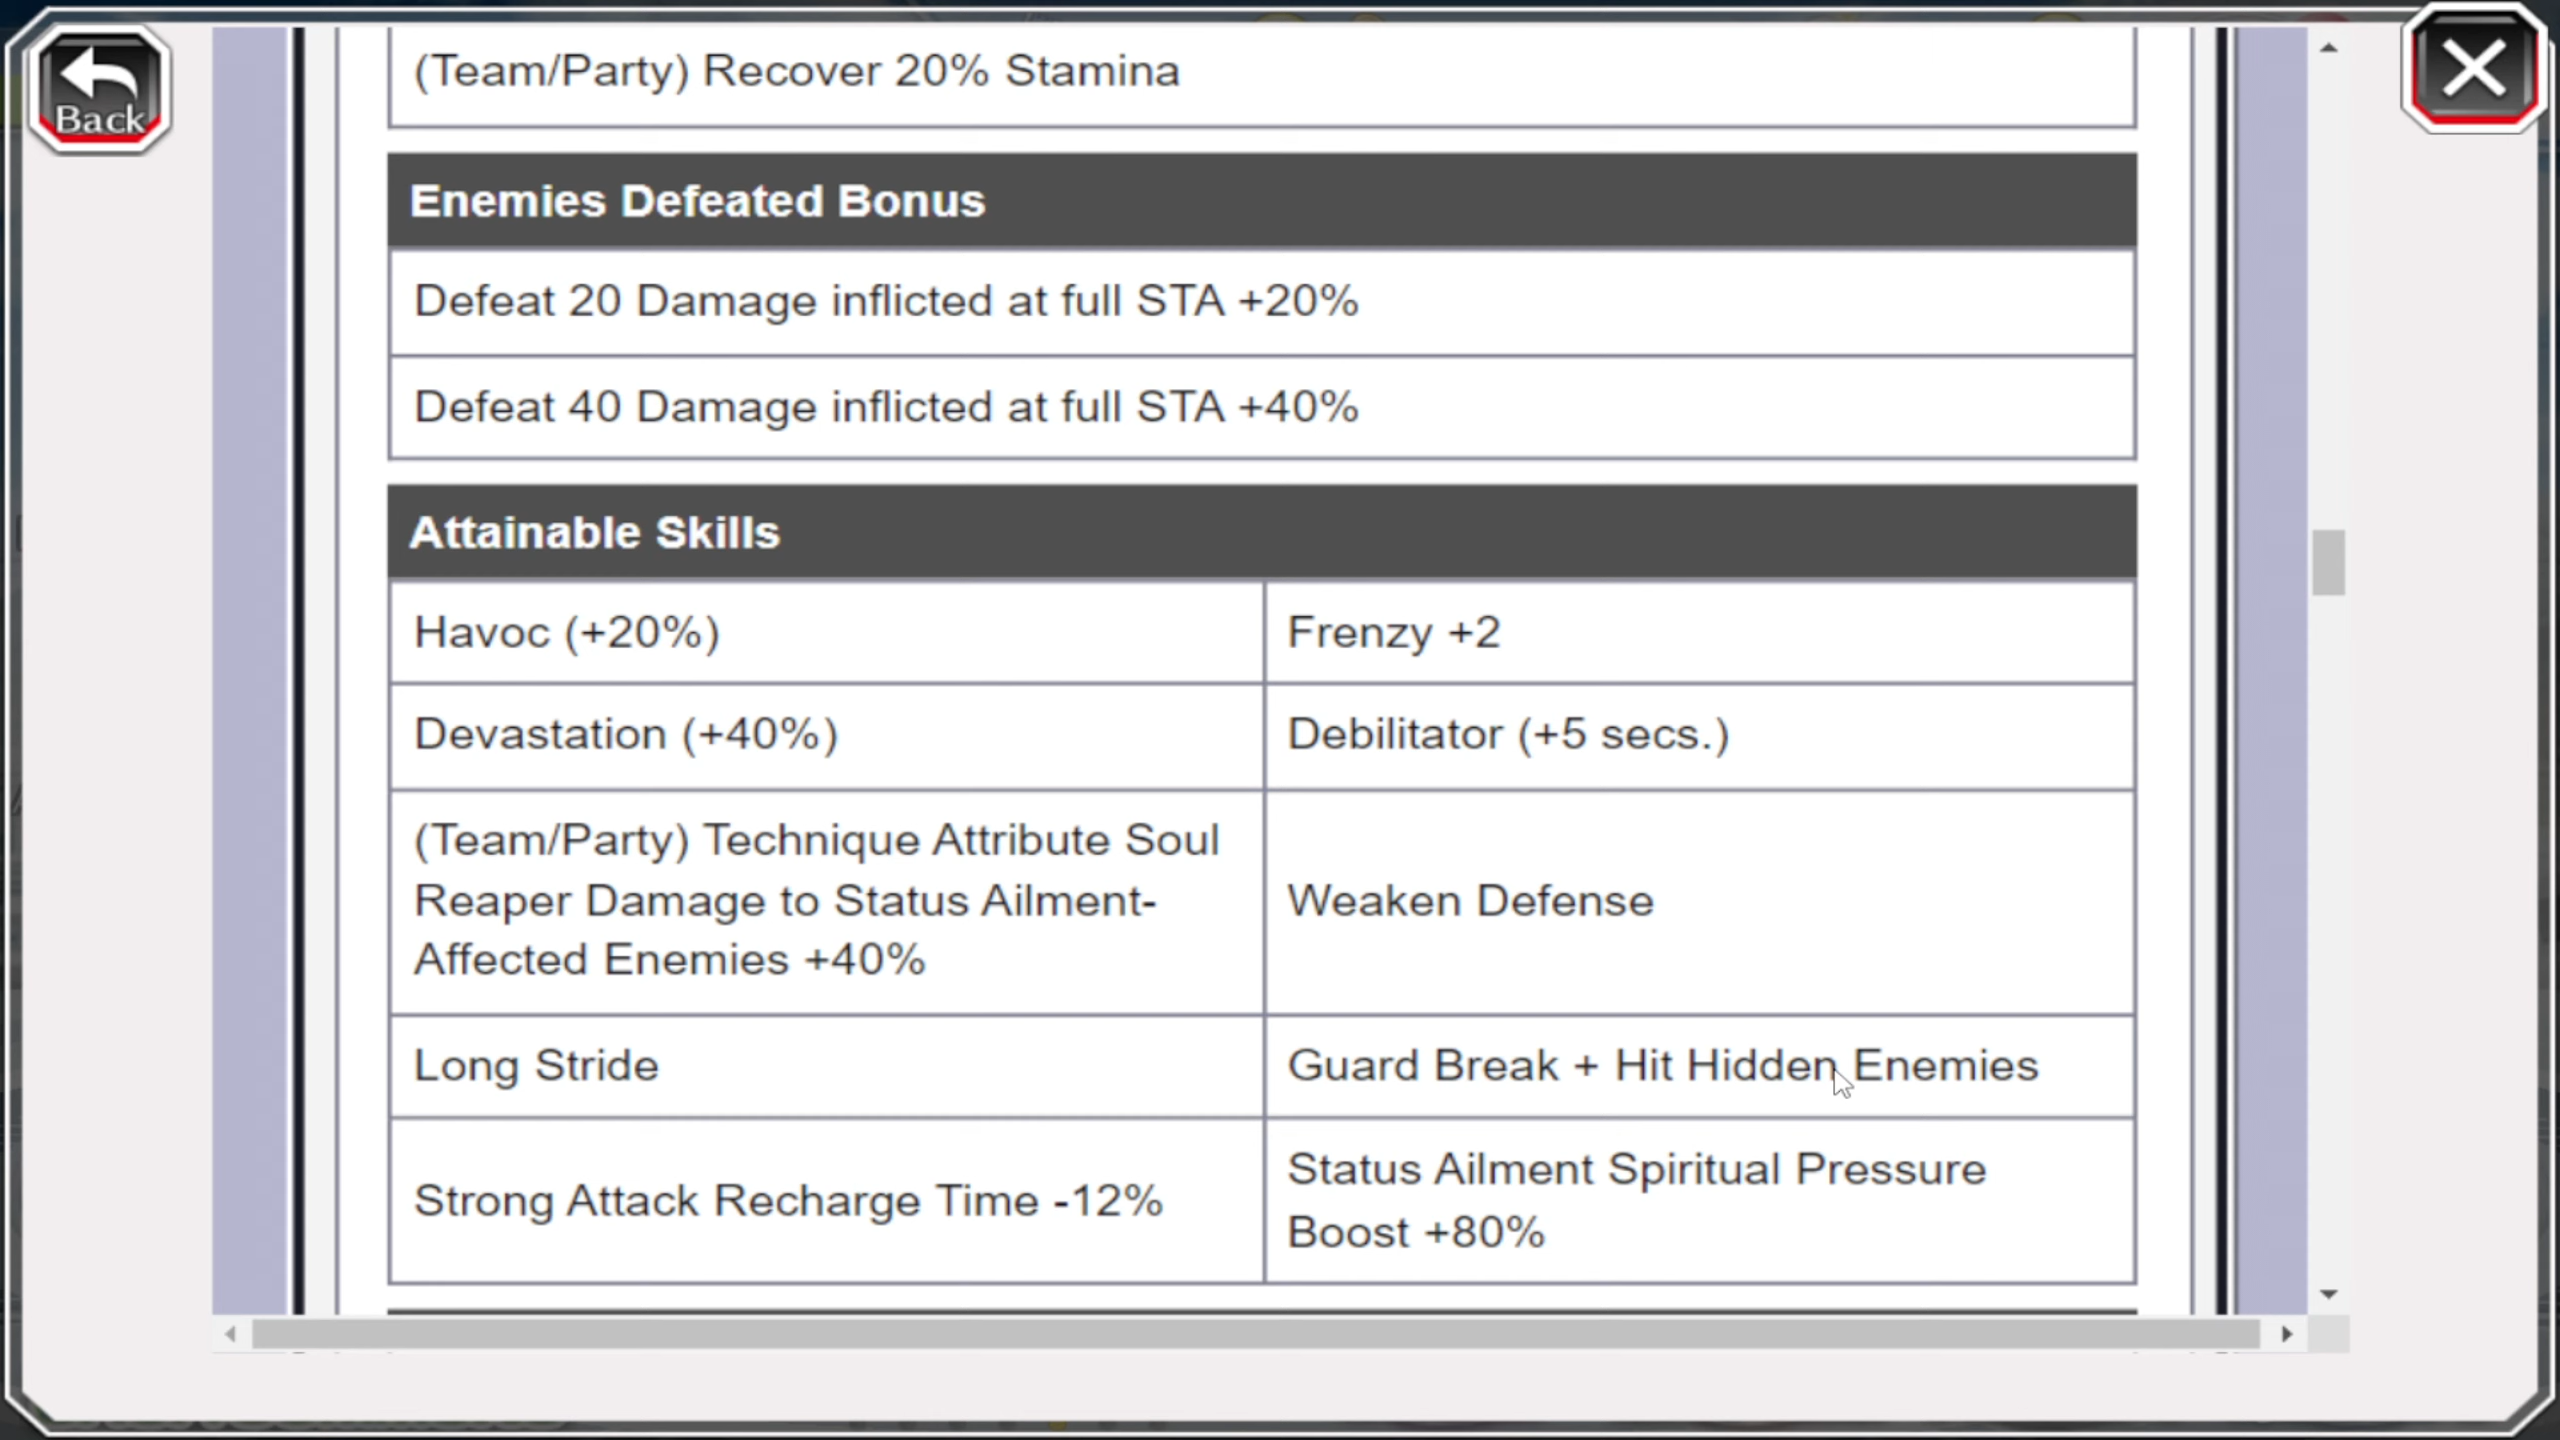 Back
(Team/Party) Recover 20% Stamina
Enemies Defeated Bonus
Defeat 20 Damage inflicted at full STA +20%
Defeat 40 Damage inflicted at full STA +40%
Attainable Skills
Havoc (+20%)
Frenzy +2
Devastation (+40%)
Debilitator (+5 secs.)
(Team/Party) Technique Attribute Soul
Reaper Damage to Status Ailment-
Affected Enemies +40%
Weaken Defense
Long Stride
Guard Break + Hit Hidden Enemies
Strong Attack Recharge Time -12%
Status Ailment Spiritual Pressure
Boost +80%